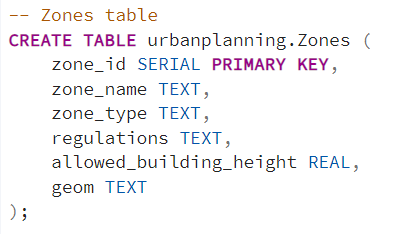 -- Zones table
CREATE TABLE urbanplanning.Zones (
    zone_id SERIAL PRIMARY KEY,
    zone_name TEXT,
    zone_type TEXT,
    regulations TEXT,
    allowed_building_height REAL,
    geom TEXT
);